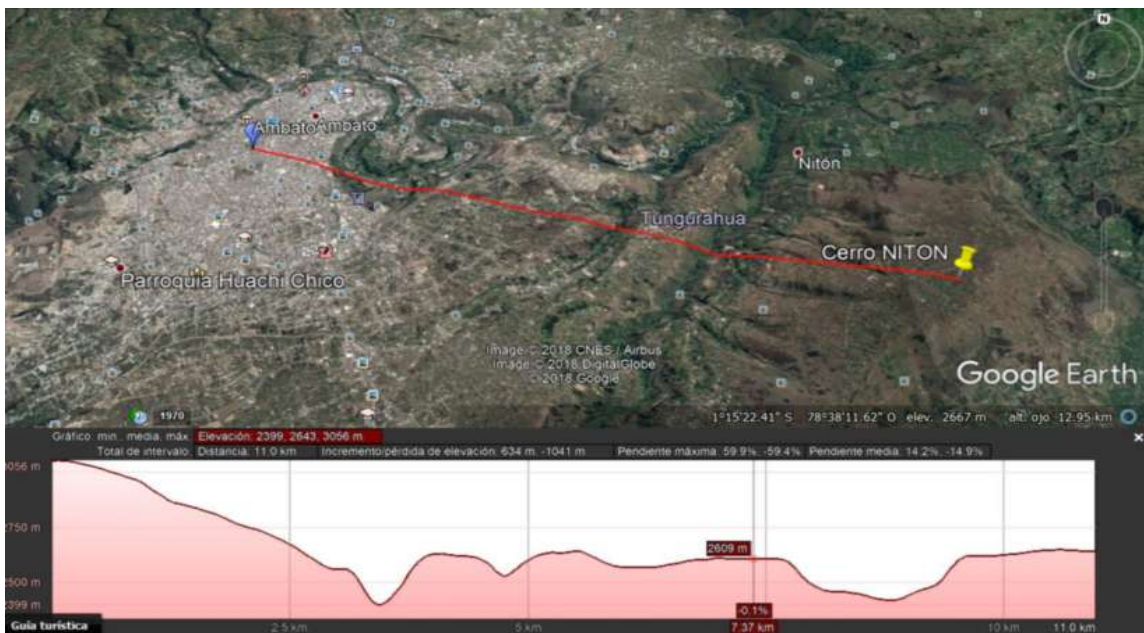 N
Ambato Ambato
Nitón
Tungurahua
Cerro NITON
Parroquia Huachi Chico
Image © 2018 CNES / Airbus
Image © 2018 DigitalGlobe
© 2018 Google
Google Earth
1970
1°15'22.41" S 78°38'11.62" O elev. 2667 m alt. ojo 12.95 km
Gráfico: min., média, máx. Elevación: 2399, 2643, 3056 m
Total de intervalo: Distancia: 11.0 km Incremento/pérdida de elevación: 634 m, -1041 m Pendiente máxima: 59.9%, -59.4% Pendiente media: 14.2%, -14.9%
3056 m
2750 m
2609 m
2500 m
2399 m
-0.1%
Guía turística 2.5 km 5 km 7.37 km 10 km 11.0 km